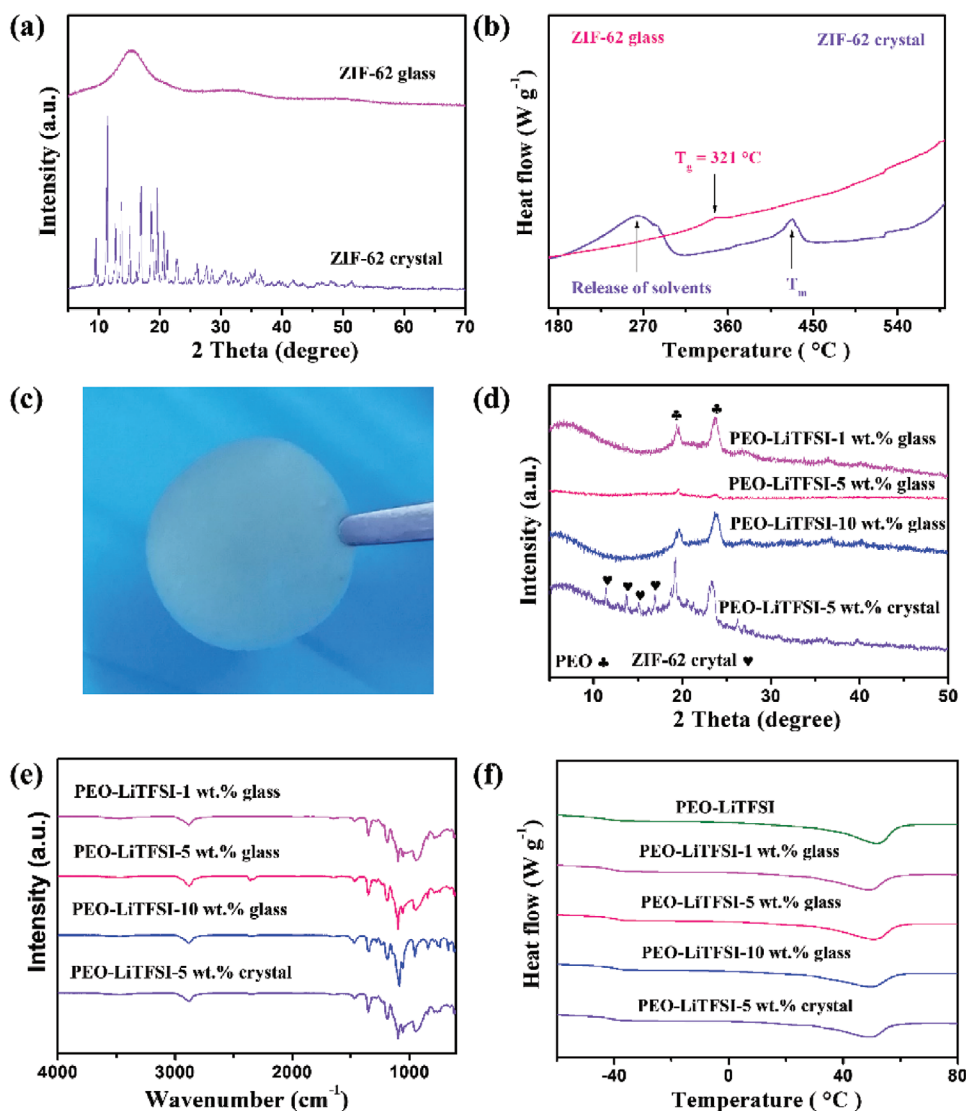 (a)
ZIF-62 glass
ZIF-62 crystal
Intensity (a.u.)
10 20 30 40 50 60 70
2 Theta (degree)
(b)
ZIF-62 glass
ZIF-62 crystal
T_g = 321 °C
Release of solvents
T_m
Heat flow (W g⁻¹)
180 270 360 450 540
Temperature ( °C)
(c)
(d)
♣ ♣
PEO-LiTFSI-1 wt.% glass
PEO-LiTFSI-5 wt.% glass
PEO-LiTFSI-10 wt.% glass
♥ ♥ ♥ ♥
PEO-LiTFSI-5 wt.% crystal
PEO ♣ ZIF-62 crytal ♥
Intensity (a.u.)
10 20 30 40 50
2 Theta (degree)
(e)
PEO-LiTFSI-1 wt.% glass
PEO-LiTFSI-5 wt.% glass
PEO-LiTFSI-10 wt.% glass
PEO-LiTFSI-5 wt.% crystal
Intensity (a.u.)
4000 3000 2000 1000
Wavenumber (cm⁻¹)
(f)
PEO-LiTFSI
PEO-LiTFSI-1 wt.% glass
PEO-LiTFSI-5 wt.% glass
PEO-LiTFSI-10 wt.% glass
PEO-LiTFSI-5 wt.% crystal
Heat flow (W g⁻¹)
-40 0 40 80
Temperature ( °C)